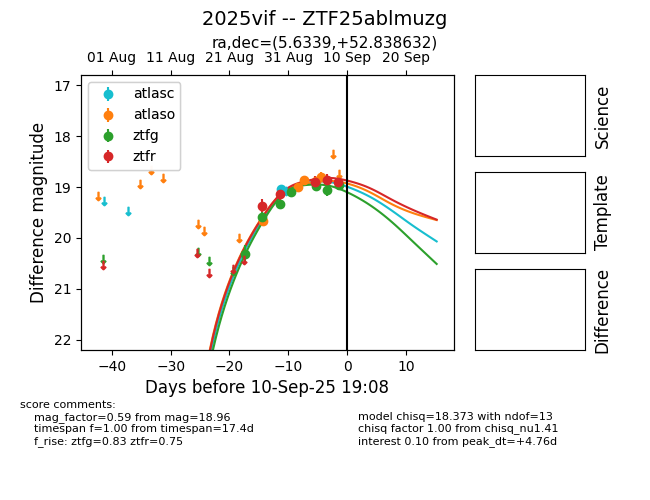 2025vif -- ZTF25ablmuzg
ra,dec=(5.6339,+52.838632)
01 Aug 11 Aug 21 Aug 31 Aug 10 Sep 20 Sep
17
18
19
20
21
22
Difference magnitude
atlasc
atlaso
ztfg
ztfr
−40 −30 −20 −10 0 10
Days before 10-Sep-25 19:08
Science
Template
Difference
score comments:
mag_factor=0.59 from mag=18.96
timespan f=1.00 from timespan=17.4d
f_rise: ztfg=0.83 ztfr=0.75
model chisq=18.373 with ndof=13
chisq factor 1.00 from chisq_nu1.41
interest 0.10 from peak_dt=+4.76d